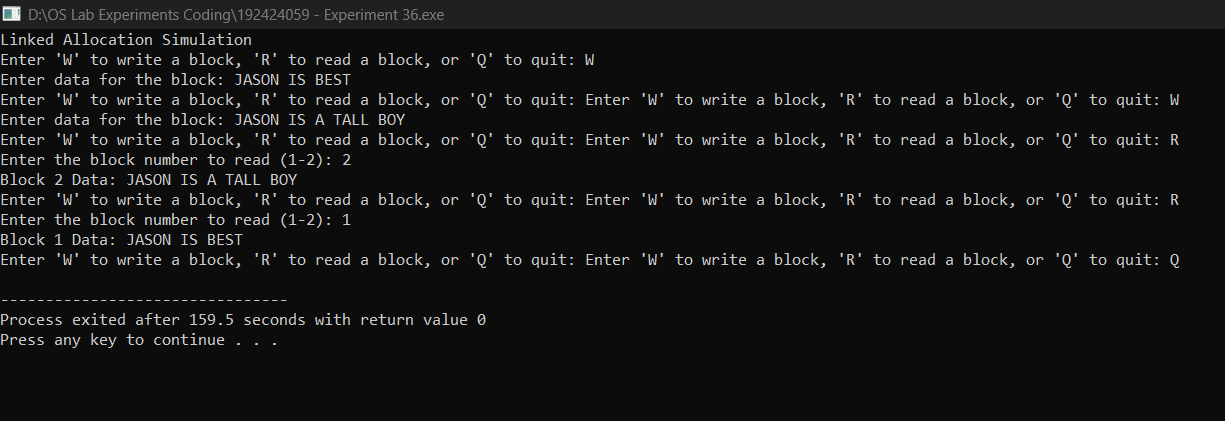 D:\OS Lab Experiments Coding\192424059 - Experiment 36.exe
Linked Allocation Simulation
Enter 'W' to write a block, 'R' to read a block, or 'Q' to quit: W
Enter data for the block: JASON IS BEST
Enter 'W' to write a block, 'R' to read a block, or 'Q' to quit: Enter 'W' to write a block, 'R' to read a block, or 'Q' to quit: W
Enter data for the block: JASON IS A TALL BOY
Enter 'W' to write a block, 'R' to read a block, or 'Q' to quit: Enter 'W' to write a block, 'R' to read a block, or 'Q' to quit: R
Enter the block number to read (1-2): 2
Block 2 Data: JASON IS A TALL BOY
Enter 'W' to write a block, 'R' to read a block, or 'Q' to quit: Enter 'W' to write a block, 'R' to read a block, or 'Q' to quit: R
Enter the block number to read (1-2): 1
Block 1 Data: JASON IS BEST
Enter 'W' to write a block, 'R' to read a block, or 'Q' to quit: Enter 'W' to write a block, 'R' to read a block, or 'Q' to quit: Q
--------------------------------
Process exited after 159.5 seconds with return value 0
Press any key to continue . . .